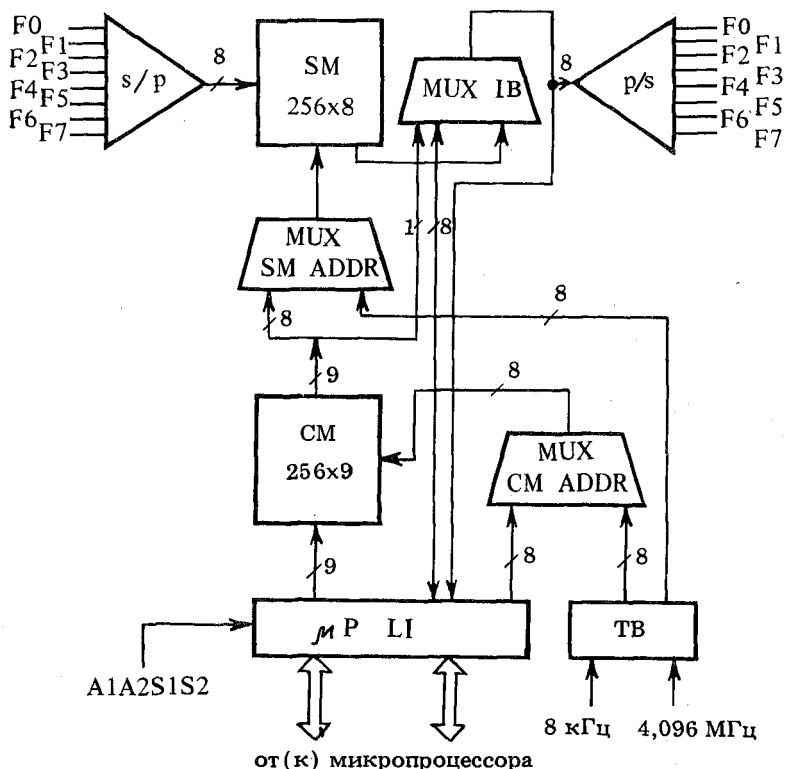 F0
F1
F2
F3
F4
F5
F6
F7
s/p
8
SM
256x8
MUX IB
8
p/s
F0
F1
F2
F3
F4
F5
F6
F7
MUX
SM ADDR
1
8
8
8
9
8
CM
256x9
MUX
CM ADDR
9
8
8
μP LI
TB
A1A2S1S2
8 кГц
4,096 МГц
от(к) микропроцессора